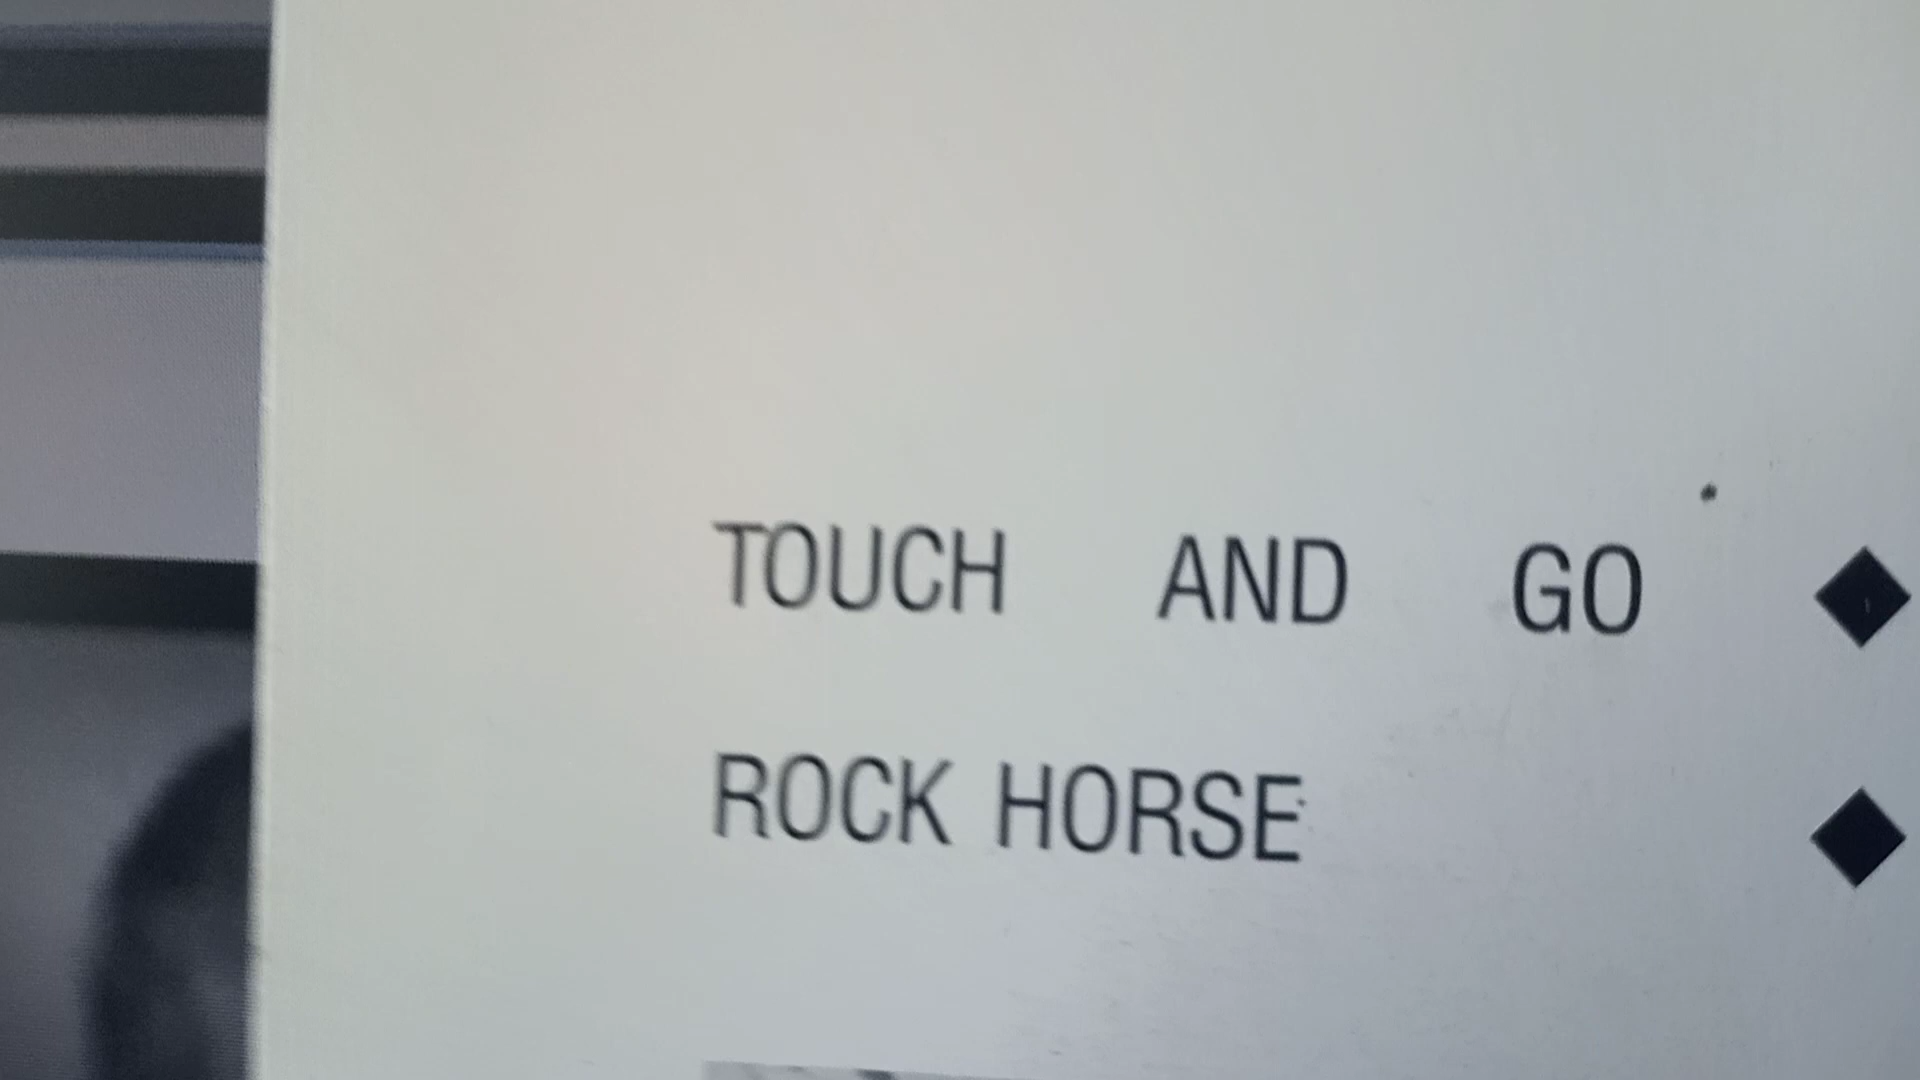 TOUCH AND GO ◆
ROCK HORSE ◆